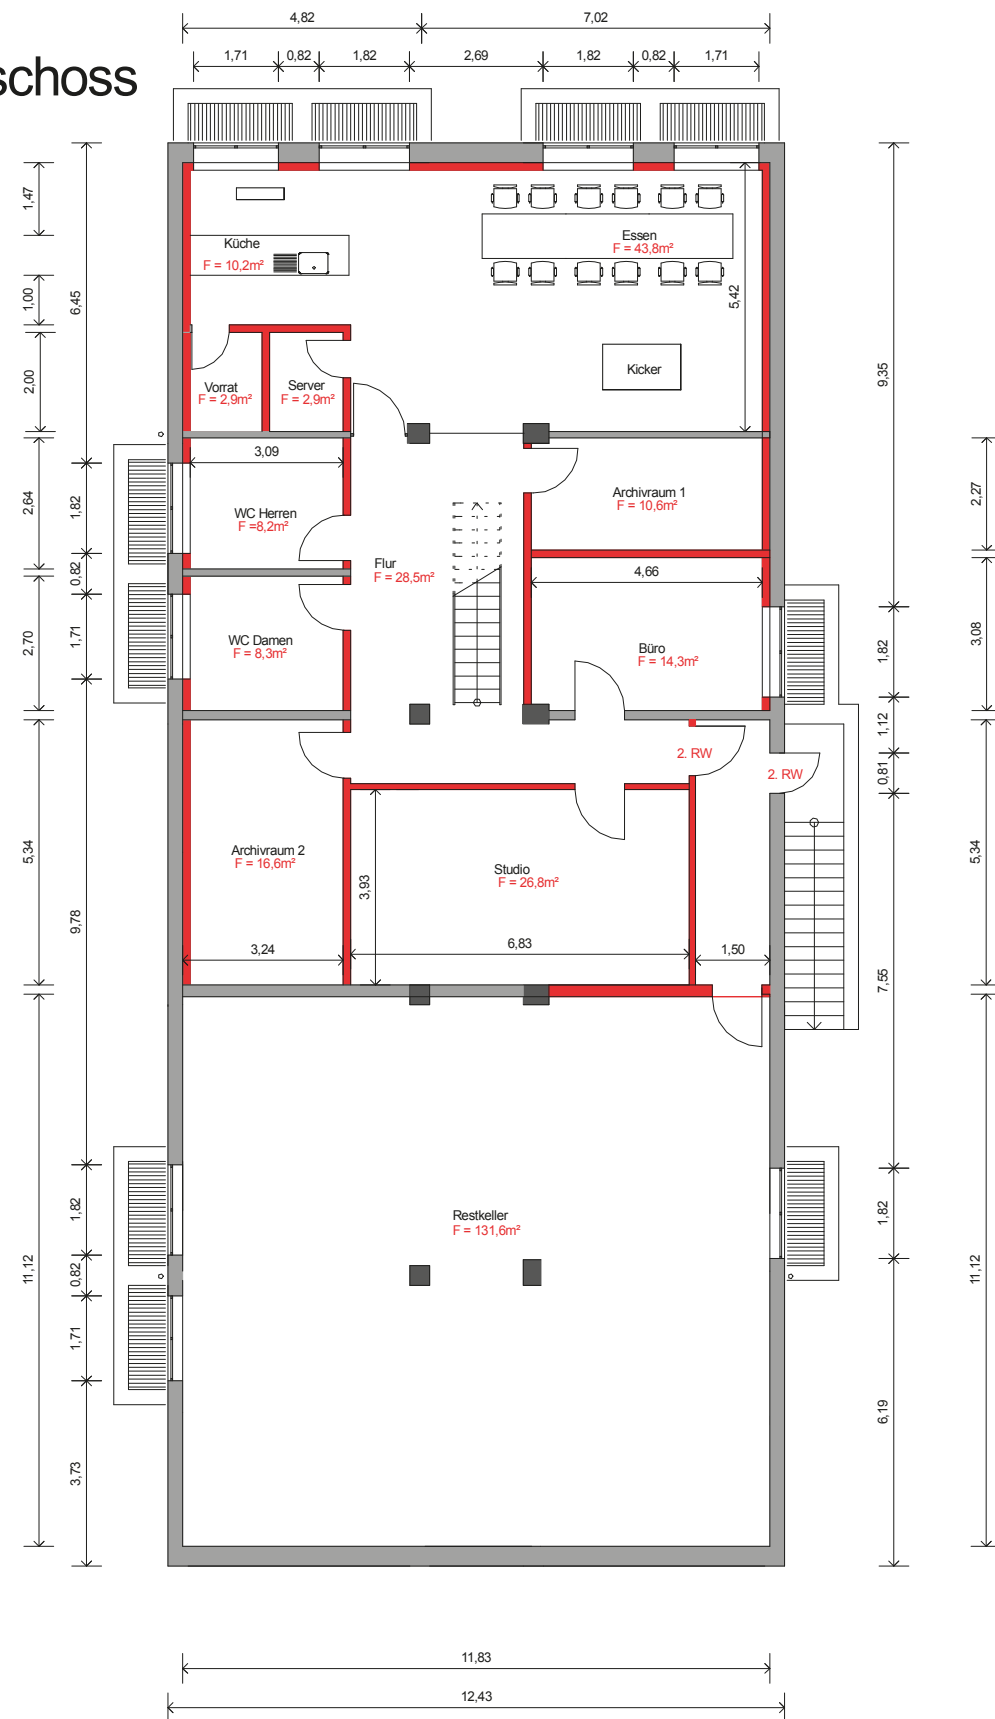 schoss
4,82
7,02
1,71
0,82
1,82
2,69
1,82
0,82
1,71
1,47
1,00
2,00
2,64
2,70
5,34
11,12
6,45
1,82
0,82
1,71
9,78
1,82
0,82
1,71
3,73
Küche
F = 10,2m²
Essen
F = 43,8m²
5,42
Kicker
Vorrat
F = 2,9m²
Server
F = 2,9m²
3,09
WC Herren
F =8,2m²
Archivraum 1
F = 10,6m²
Flur
F = 28,5m²
4,66
WC Damen
F = 8,3m²
Büro
F = 14,3m²
2. RW
2. RW
Archivraum 2
F = 16,6m²
3,93
Studio
F = 26,8m²
3,24
6,83
1,50
Restkeller
F = 131,6m²
9,35
1,82
1,12
0,81
7,55
1,82
6,19
2,27
3,08
5,34
11,12
11,83
12,43